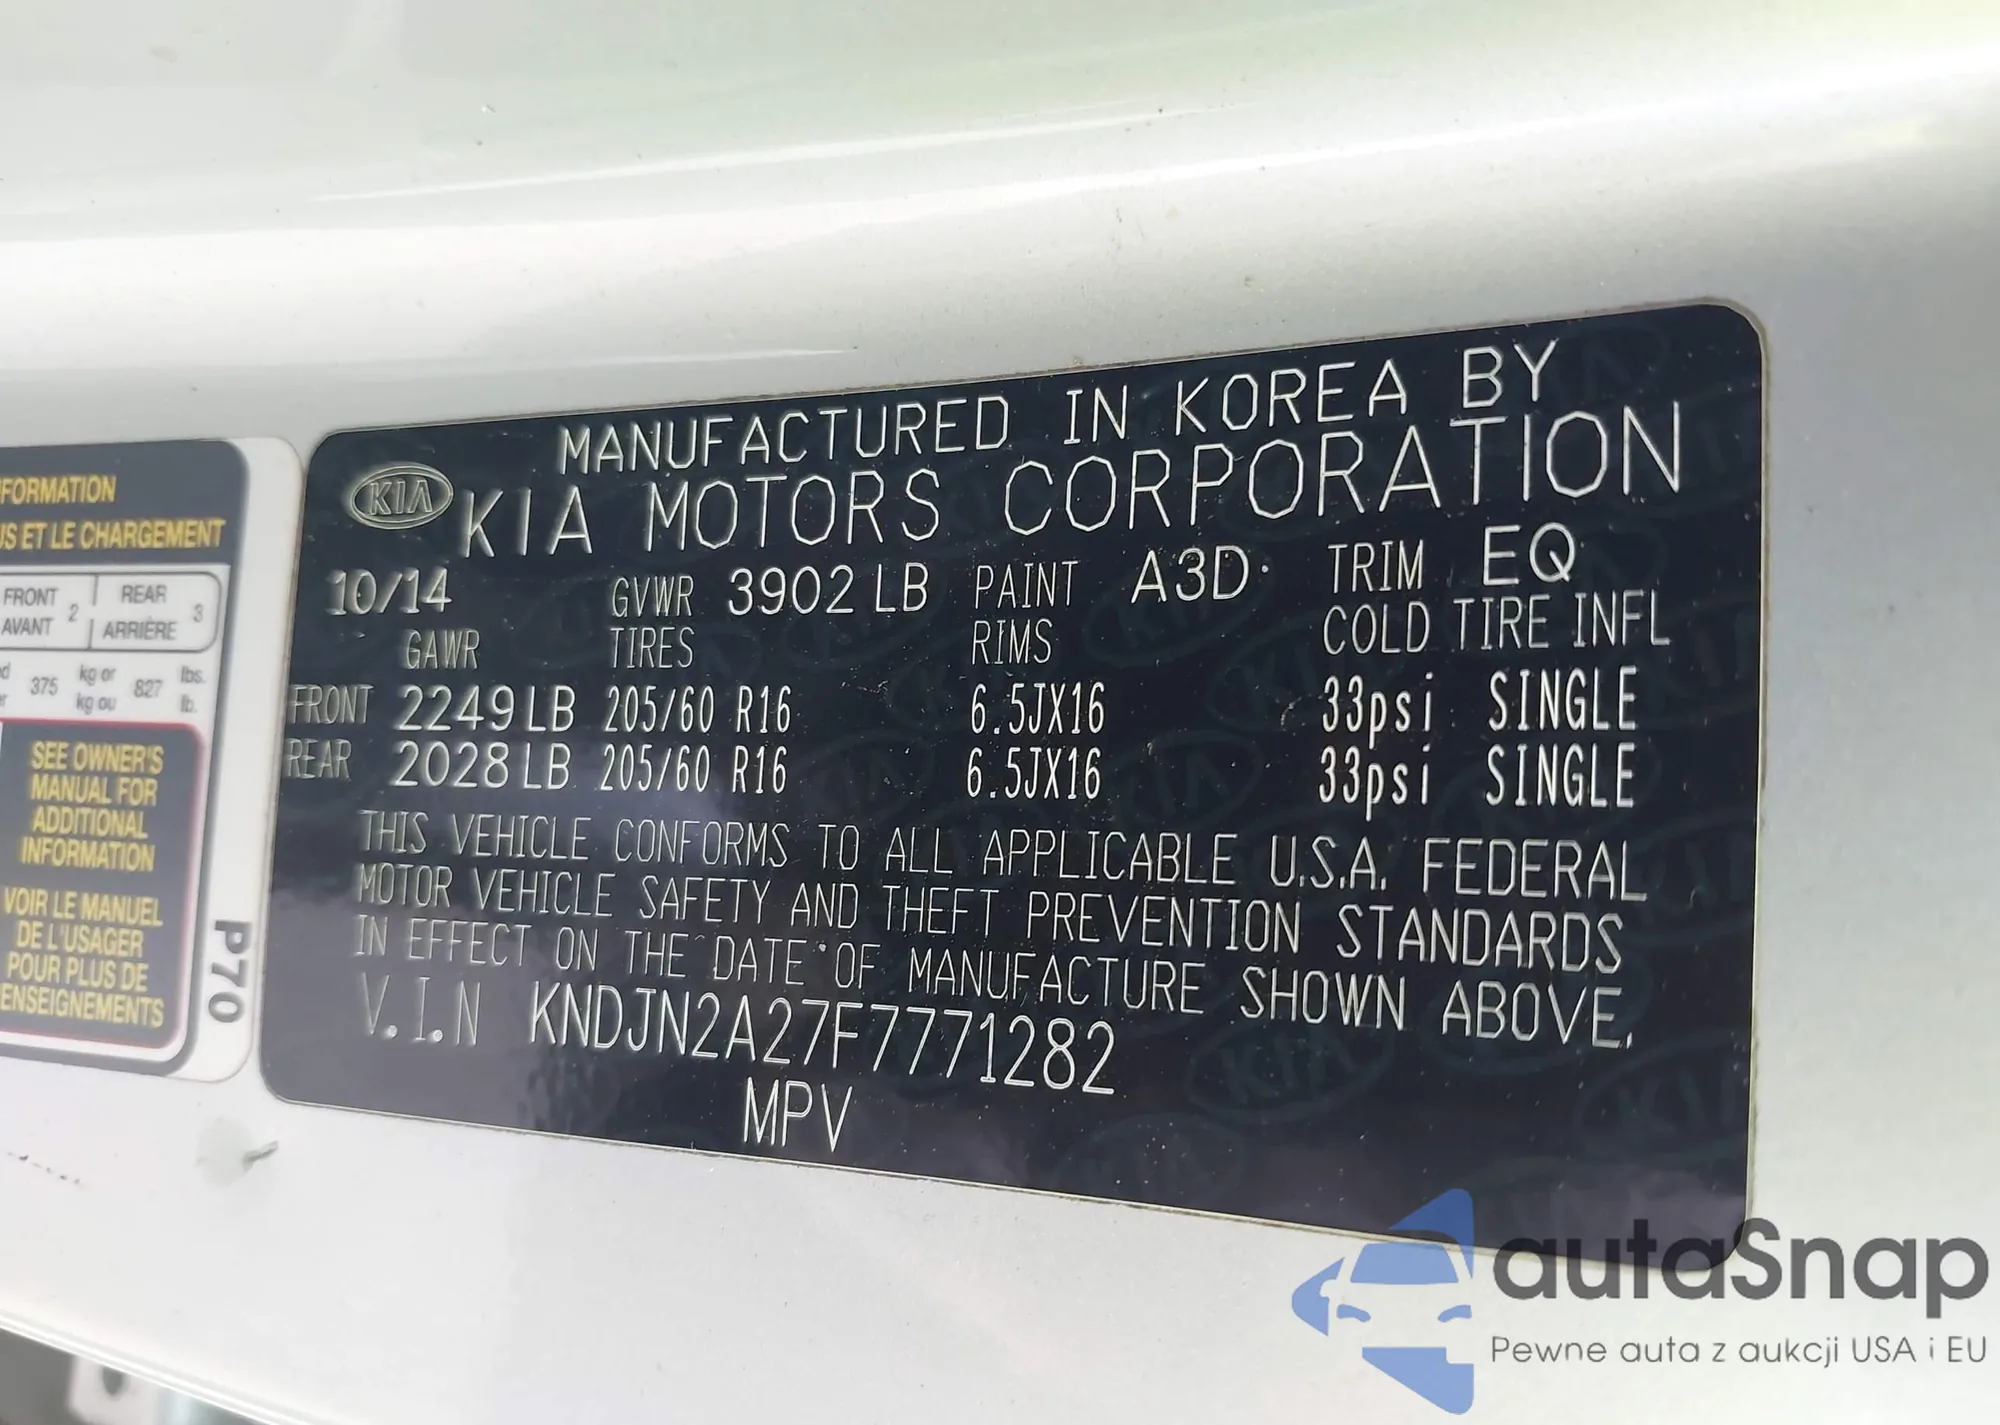 FORMATION
US ET LE CHARGEMENT
FRONT
AVANT 2
REAR
ARRIÈRE 3
375 kg or
kg ou 827 lbs.
lb.
SEE OWNER'S
MANUAL FOR
ADDITIONAL
INFORMATION
VOIR LE MANUEL
DE L'USAGER
POUR PLUS DE
ENSEIGNEMENTS
P70
MANUFACTURED IN KOREA BY
KIA KIA MOTORS CORPORATION
10/14 GVWR 3902 LB PAINT A3D TRIM EQ
GAWR TIRES RIMS COLD TIRE INFL
FRONT 2249 LB 205/60 R16 6.5JX16 33psi SINGLE
REAR 2028 LB 205/60 R16 6.5JX16 33psi SINGLE
THIS VEHICLE CONFORMS TO ALL APPLICABLE U.S.A. FEDERAL
MOTOR VEHICLE SAFETY AND THEFT PREVENTION STANDARDS
IN EFFECT ON THE DATE OF MANUFACTURE SHOWN ABOVE.
V.I.N KNDJN2A27F7771282
MPV
autaSnap
Pewne auta z aukcji USA i EU